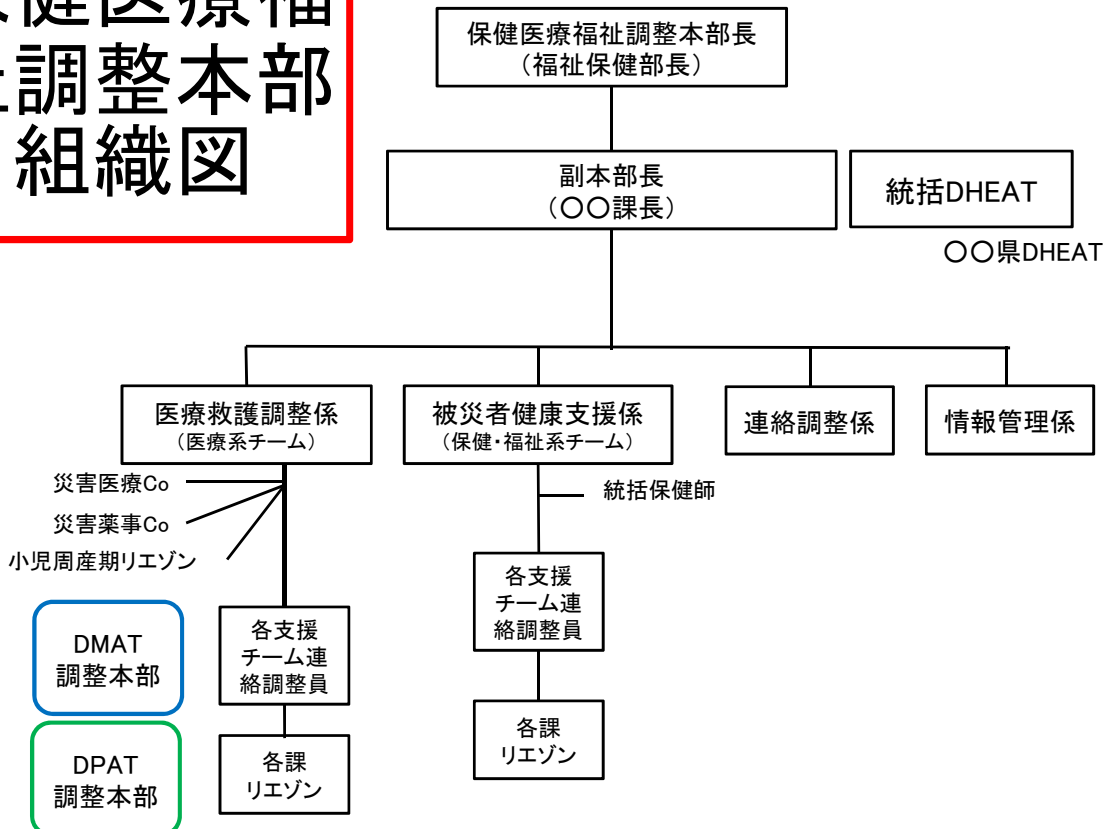 保健医療福
祉調整本部
組織図
保健医療福祉調整本部長
（福祉保健部長）
副本部長
（〇〇課長）
統括DHEAT
〇〇県DHEAT
医療救護調整係
（医療系チーム）
被災者健康支援係
（保健・福祉系チーム）
連絡調整係
情報管理係
災害医療Co
災害薬事Co
小児周産期リエゾン
統括保健師
各支援
チーム連
絡調整員
各課
リエゾン
DMAT
調整本部
各支援
チーム連
絡調整員
DPAT
調整本部
各課
リエゾン